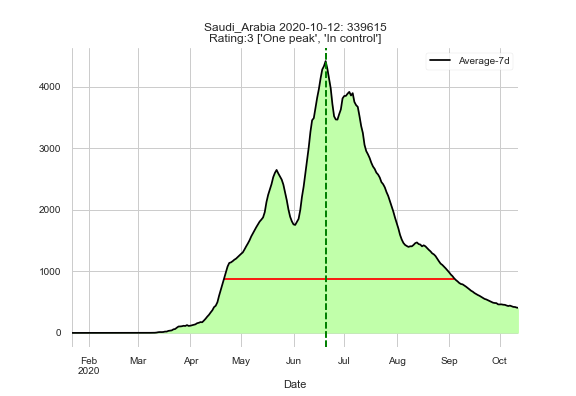 Saudi_Arabia 2020-10-12: 339615
Rating:3 ['One peak', 'In control']
Average-7d
4000
3000
2000
1000
0
Feb Mar Apr May Jun Jul Aug Sep Oct
2020
Date